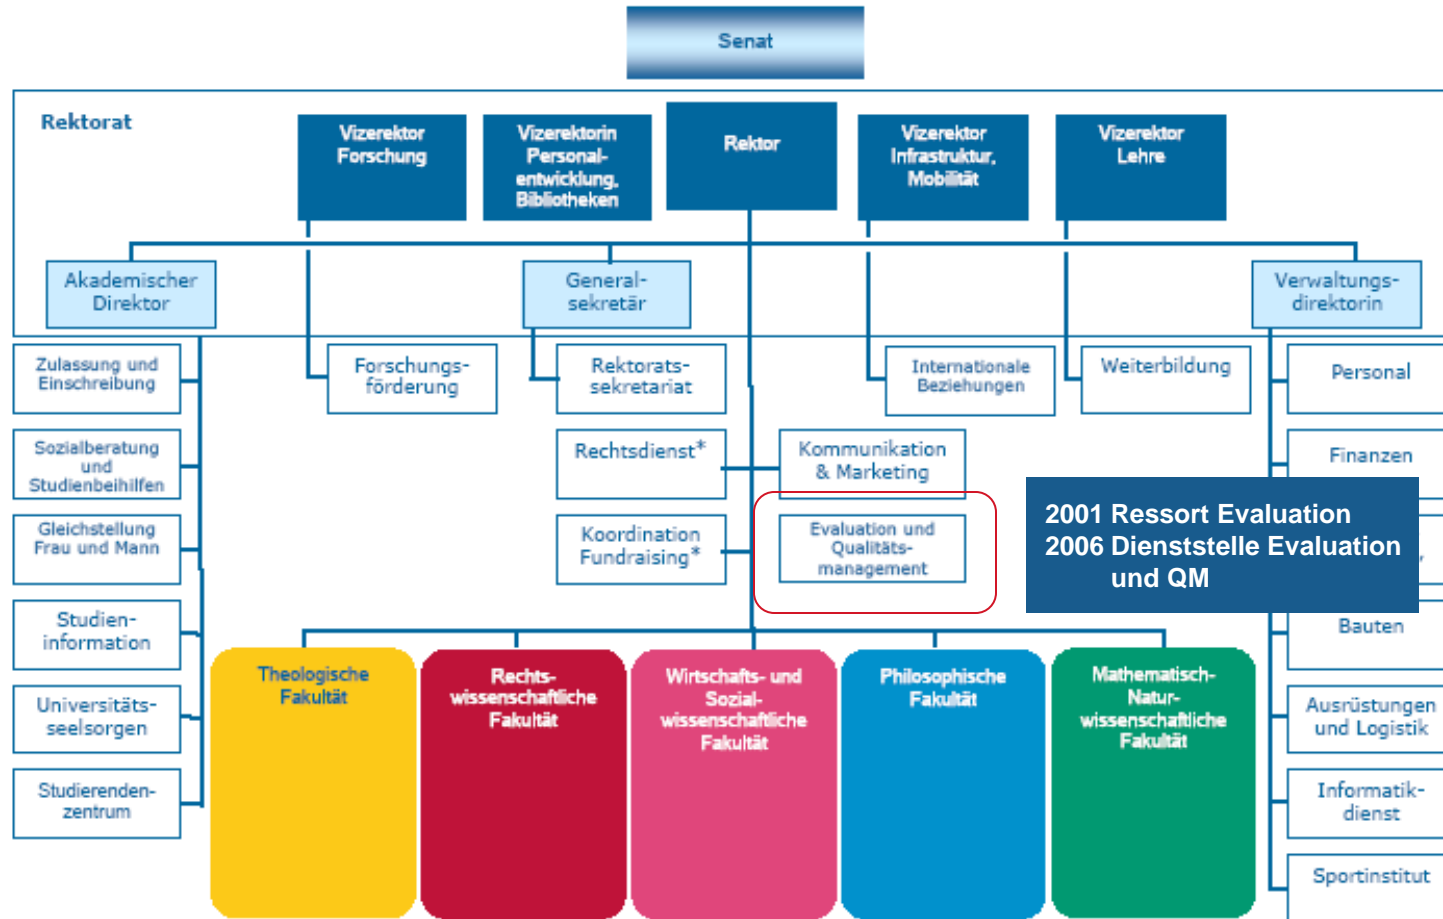 Senat
Rektorat
Vizerektor
Forschung
Vizerektorin
Personal-
entwicklung,
Bibliotheken
Rektor
Vizerektor
Infrastruktur,
Mobilität
Vizerektor
Lehre
Akademischer
Direktor
General-
sekretär
Verwaltungs-
direktorin
Zulassung und
Einschreibung
Forschungs-
förderung
Rektorats-
sekretariat
Internationale
Beziehungen
Weiterbildung
Personal
Sozialberatung
und
Studienbeihilfen
Rechtsdienst*
Kommunikation
& Marketing
Finanzen
Gleichstellung
Frau und Mann
Koordination
Fundraising*
Evaluation und
Qualitäts-
management
2001 Ressort Evaluation
2006 Dienststelle Evaluation
und QM
Studien-
information
Bauten
Universitäts-
seelsorgen
Ausrüstungen
und Logistik
Studierenden-
zentrum
Informatik-
dienst
Sportinstitut
Theologische
Fakultät
Rechts-
wissenschaftliche
Fakultät
Wirtschafts- und
Sozial-
wissenschaftliche
Fakultät
Philosophische
Fakultät
Mathematisch-
Natur-
wissenschaftliche
Fakultät